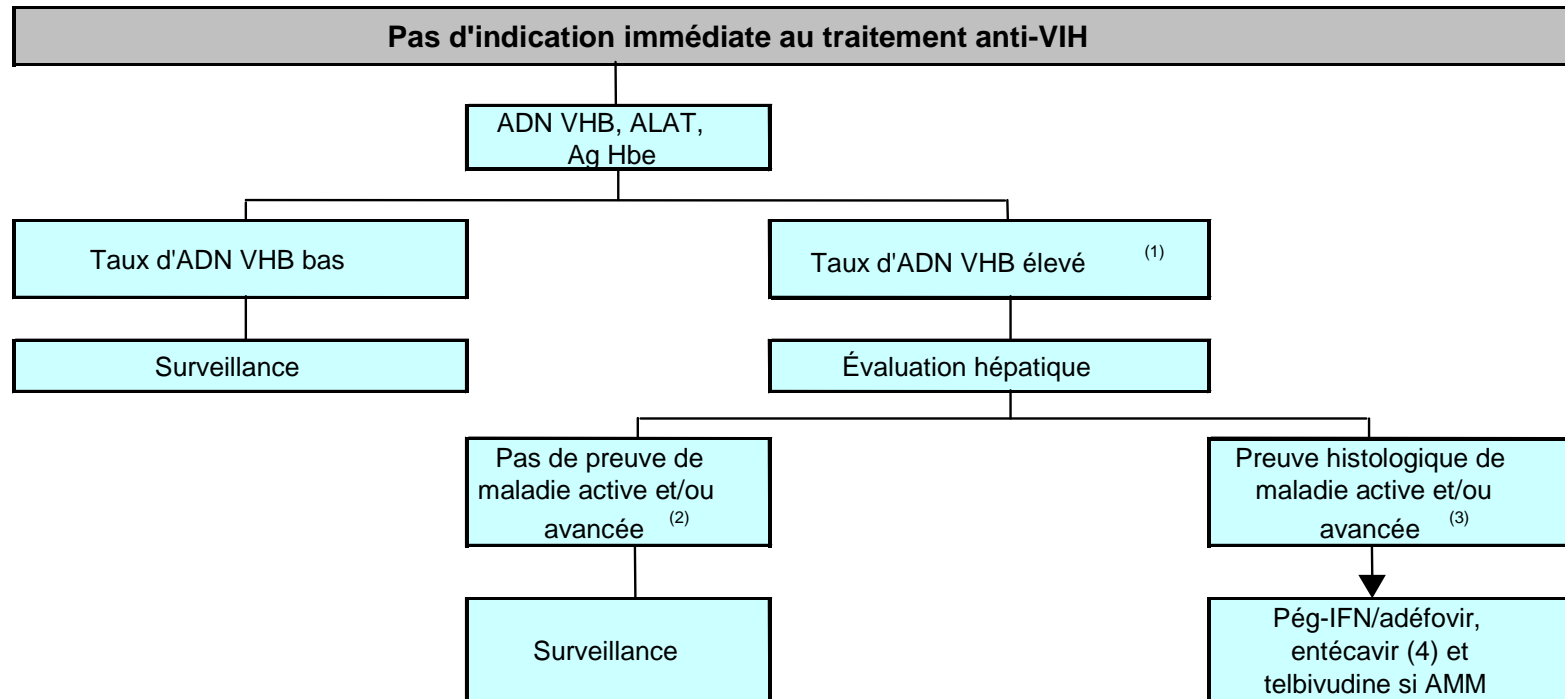 Pas d'indication immédiate au traitement anti-VIH
ADN VHB, ALAT,
Ag Hbe
Taux d'ADN VHB bas
Taux d'ADN VHB élevé (1)
Surveillance
Évaluation hépatique
Pas de preuve de
maladie active et/ou
avancée (2)
Preuve histologique de
maladie active et/ou
avancée (3)
Surveillance
Pég-IFN/adéfovir,
entécavir (4) et
telbivudine si AMM